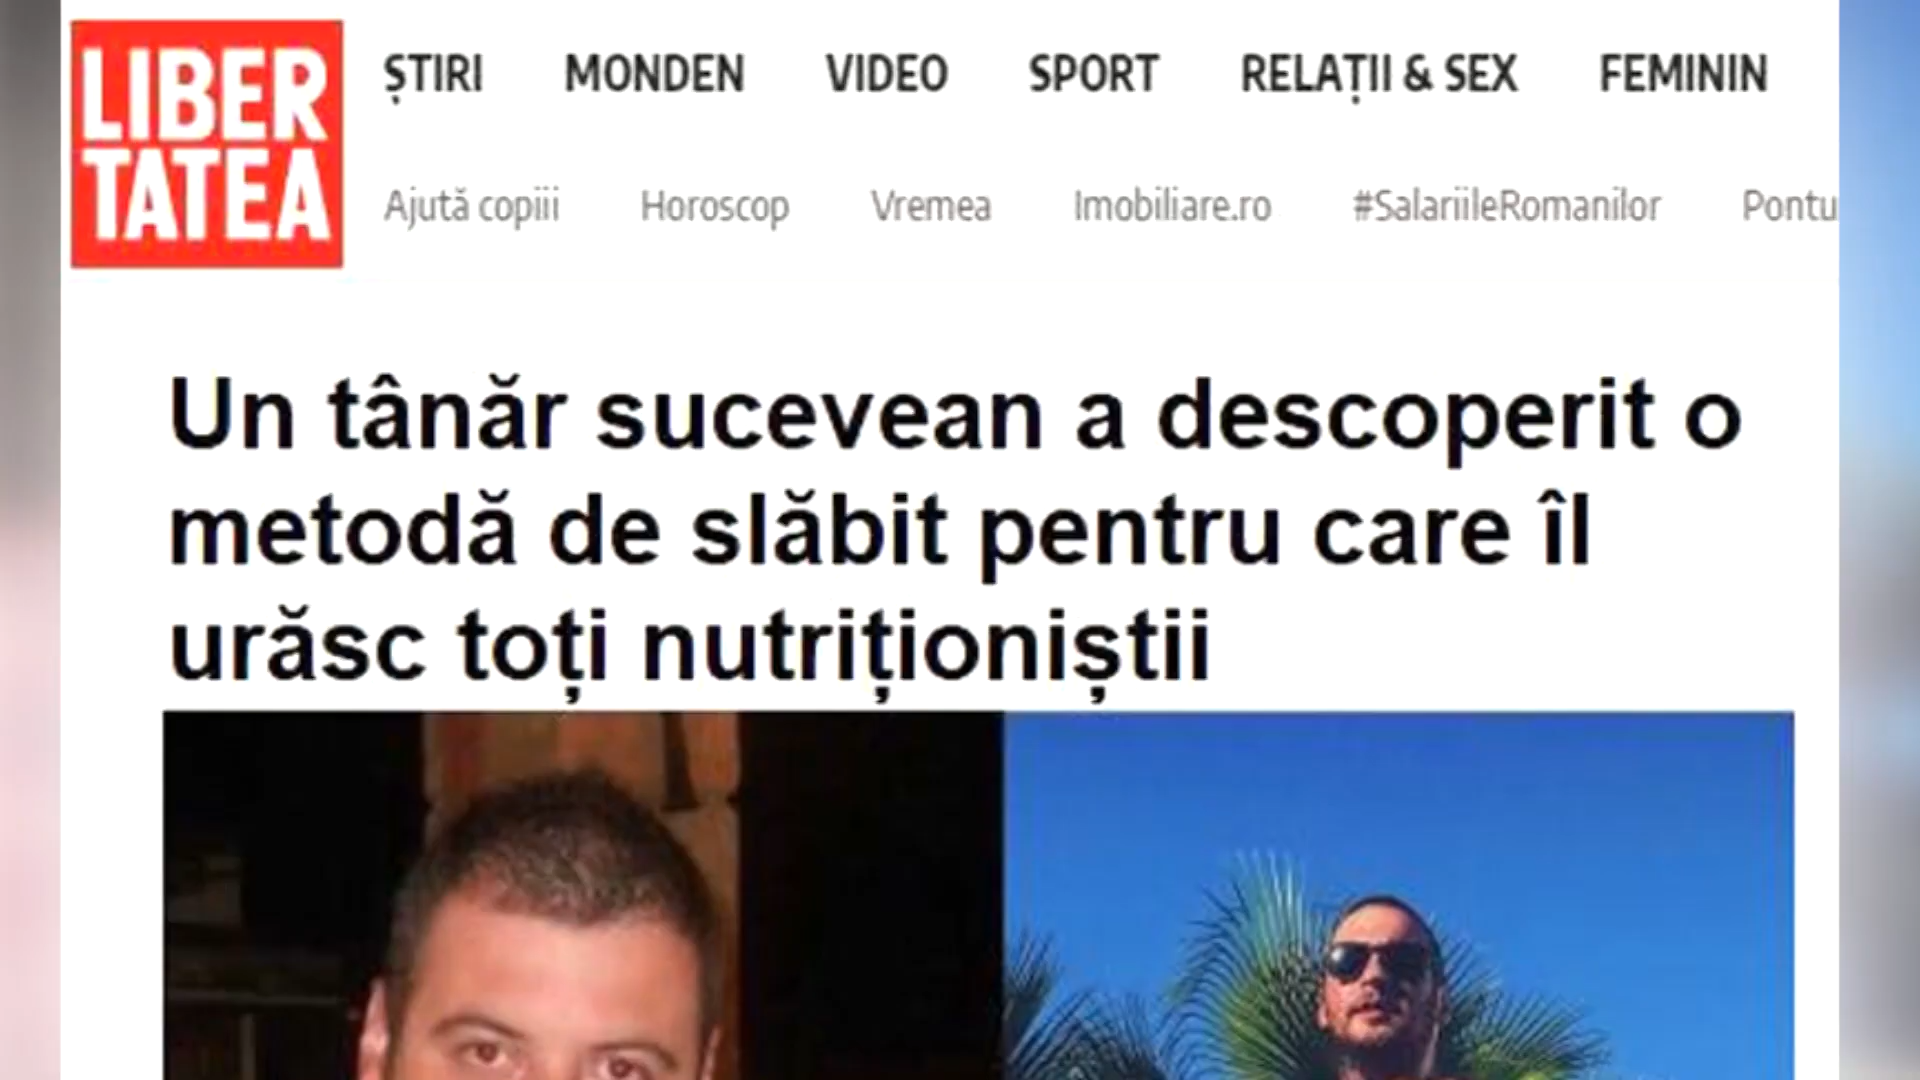 LIBER
TATEA
ȘTIRI MONDEN VIDEO SPORT RELAȚII & SEX FEMININ
Ajută copiii Horoscop Vremea Imobiliare.ro #SalariileRomanilor Pontu
Un tânăr sucevean a descoperit o
metodă de slăbit pentru care îl
urăsc toți nutriționiștii